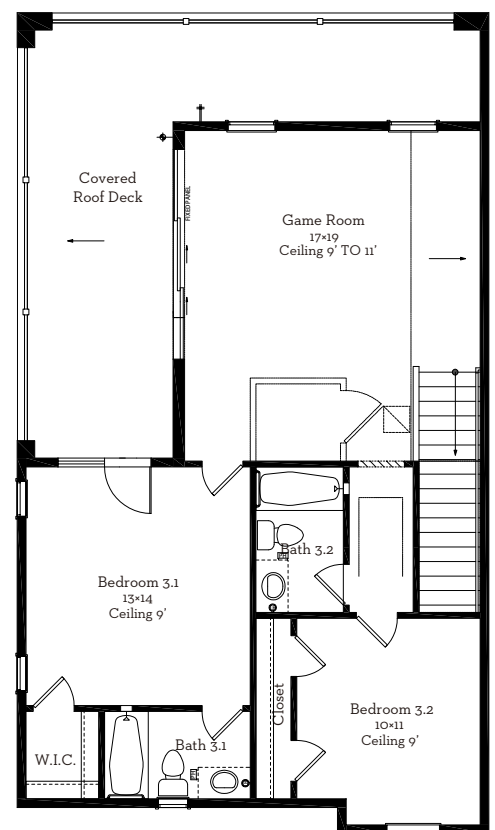 Covered
Roof Deck
FIXED PANEL
Game Room
17×19
Ceiling 9' TO 11'
Bath 3.2
Bedroom 3.1
13×14
Ceiling 9'
Closet
Bedroom 3.2
10×11
Ceiling 9'
Bath 3.1
W.I.C.